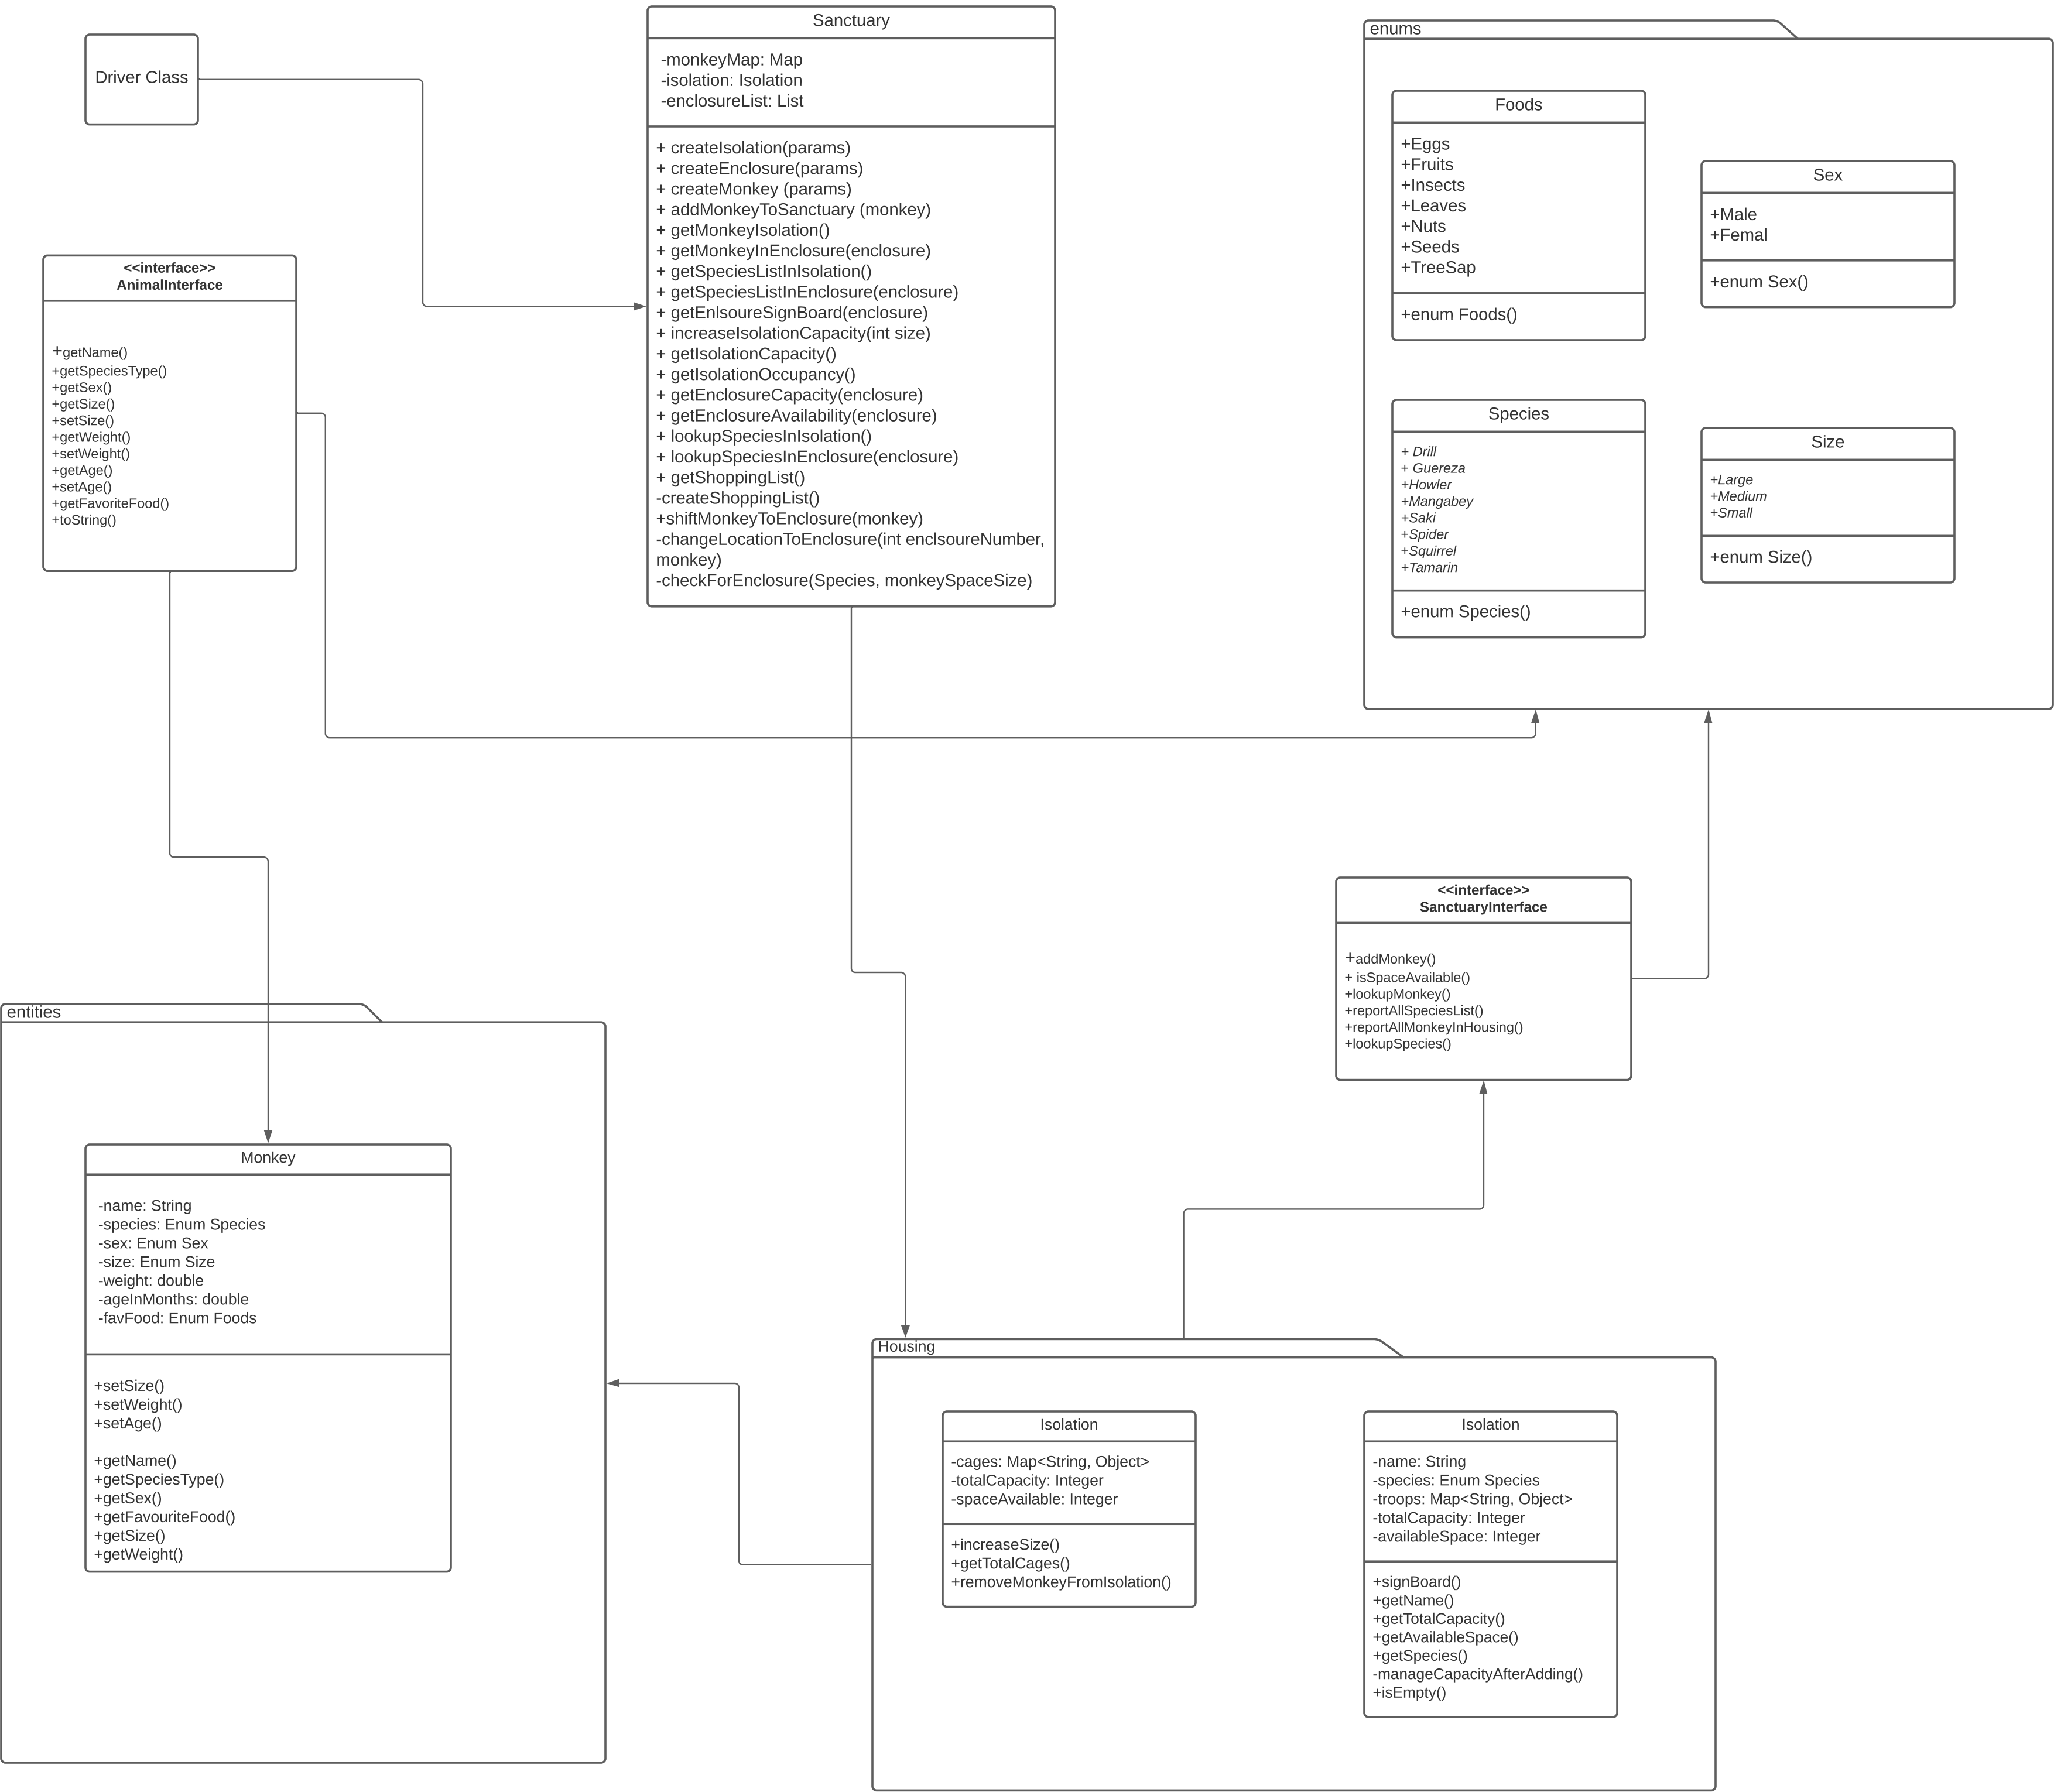 Driver Class
Sanctuary
-monkeyMap: Map
-isolation: Isolation
-enclosureList: List
+ createIsolation(params)
+ createEnclosure(params)
+ createMonkey (params)
+ addMonkeyToSanctuary (monkey)
+ getMonkeyIsolation()
+ getMonkeyInEnclosure(enclosure)
+ getSpeciesListInIsolation()
+ getSpeciesListInEnclosure(enclosure)
+ getEnlsoureSignBoard(enclosure)
+ increaseIsolationCapacity(int size)
+ getIsolationCapacity()
+ getIsolationOccupancy()
+ getEnclosureCapacity(enclosure)
+ getEnclosureAvailability(enclosure)
+ lookupSpeciesInIsolation()
+ lookupSpeciesInEnclosure(enclosure)
+ getShoppingList()
-createShoppingList()
+shiftMonkeyToEnclosure(monkey)
-changeLocationToEnclosure(int enclsoureNumber,
monkey)
-checkForEnclosure(Species, monkeySpaceSize)
enums
Foods
+Eggs
+Fruits
+Insects
+Leaves
+Nuts
+Seeds
+TreeSap
+enum Foods()
Sex
+Male
+Femal
+enum Sex()
Species
+ Drill
+ Guereza
+Howler
+Mangabey
+Saki
+Spider
+Squirrel
+Tamarin
+enum Species()
Size
+Large
+Medium
+Small
+enum Size()
<<interface>>
AnimalInterface
+getName()
+getSpeciesType()
+getSex()
+getSize()
+setSize()
+getWeight()
+setWeight()
+getAge()
+setAge()
+getFavoriteFood()
+toString()
<<interface>>
SanctuaryInterface
+addMonkey()
+ isSpaceAvailable()
+lookupMonkey()
+reportAllSpeciesList()
+reportAllMonkeyInHousing()
+lookupSpecies()
entities
Monkey
-name: String
-species: Enum Species
-sex: Enum Sex
-size: Enum Size
-weight: double
-ageInMonths: double
-favFood: Enum Foods
+setSize()
+setWeight()
+setAge()
+getName()
+getSpeciesType()
+getSex()
+getFavouriteFood()
+getSize()
+getWeight()
Housing
Isolation
-cages: Map<String, Object>
-totalCapacity: Integer
-spaceAvailable: Integer
+increaseSize()
+getTotalCages()
+removeMonkeyFromIsolation()
Isolation
-name: String
-species: Enum Species
-troops: Map<String, Object>
-totalCapacity: Integer
-availableSpace: Integer
+signBoard()
+getName()
+getTotalCapacity()
+getAvailableSpace()
+getSpecies()
-manageCapacityAfterAdding()
+isEmpty()